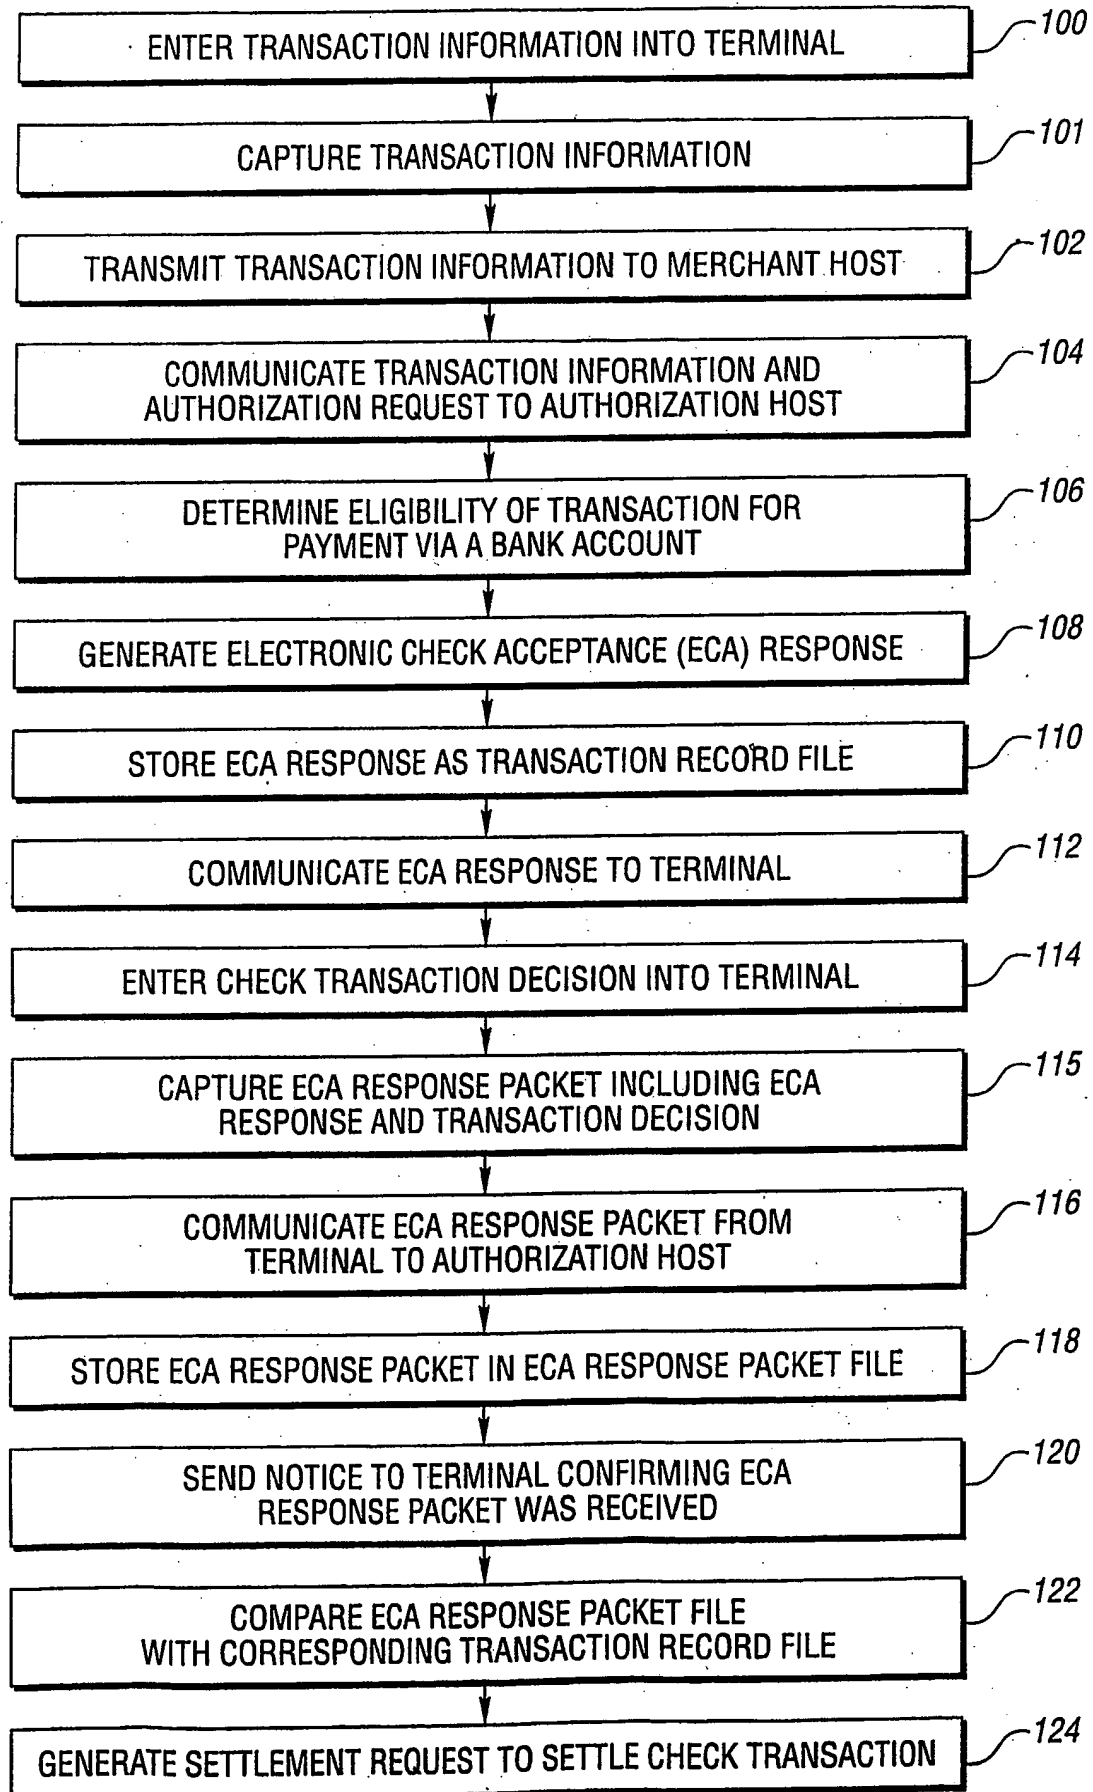 ENTER TRANSACTION INFORMATION INTO TERMINAL
100
CAPTURE TRANSACTION INFORMATION
101
TRANSMIT TRANSACTION INFORMATION TO MERCHANT HOST
102
COMMUNICATE TRANSACTION INFORMATION AND
AUTHORIZATION REQUEST TO AUTHORIZATION HOST
104
DETERMINE ELIGIBILITY OF TRANSACTION FOR
PAYMENT VIA A BANK ACCOUNT
106
GENERATE ELECTRONIC CHECK ACCEPTANCE (ECA) RESPONSE
108
STORE ECA RESPONSE AS TRANSACTION RECORD FILE
110
COMMUNICATE ECA RESPONSE TO TERMINAL
112
ENTER CHECK TRANSACTION DECISION INTO TERMINAL
114
CAPTURE ECA RESPONSE PACKET INCLUDING ECA
RESPONSE AND TRANSACTION DECISION
115
COMMUNICATE ECA RESPONSE PACKET FROM
TERMINAL TO AUTHORIZATION HOST
116
STORE ECA RESPONSE PACKET IN ECA RESPONSE PACKET FILE
118
SEND NOTICE TO TERMINAL CONFIRMING ECA
RESPONSE PACKET WAS RECEIVED
120
COMPARE ECA RESPONSE PACKET FILE
WITH CORRESPONDING TRANSACTION RECORD FILE
122
GENERATE SETTLEMENT REQUEST TO SETTLE CHECK TRANSACTION
124